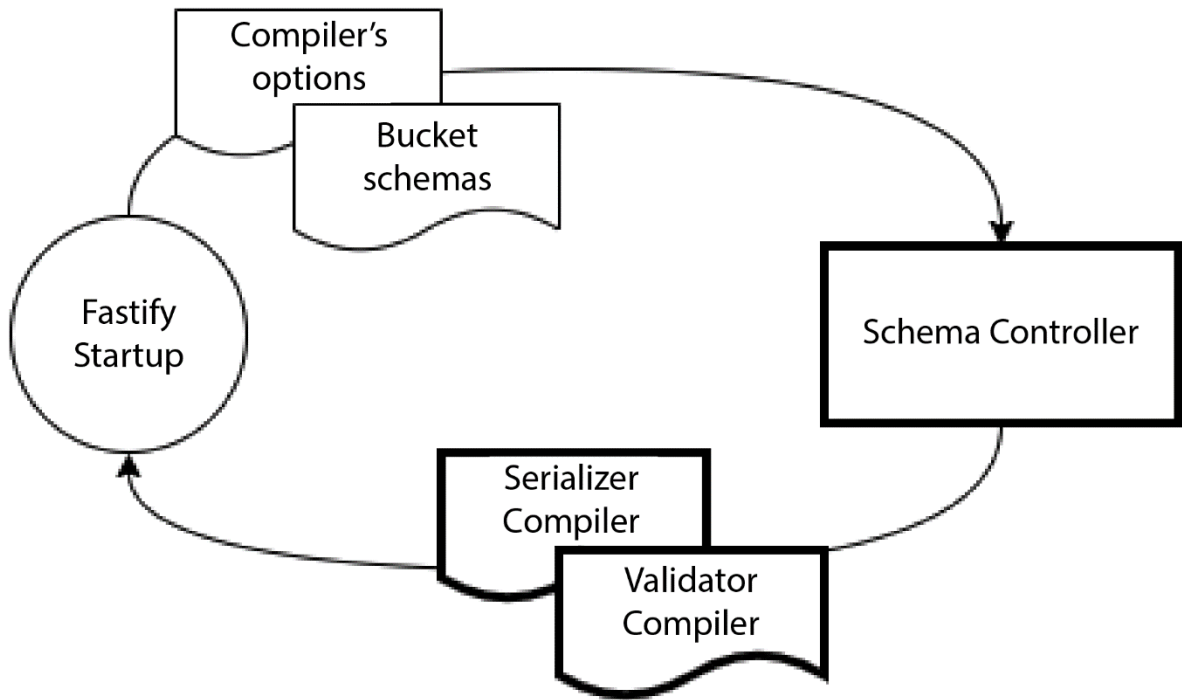 Compiler’s
options
Bucket
schemas
Fastify
Startup
Schema Controller
Serializer
Compiler
Validator
Compiler